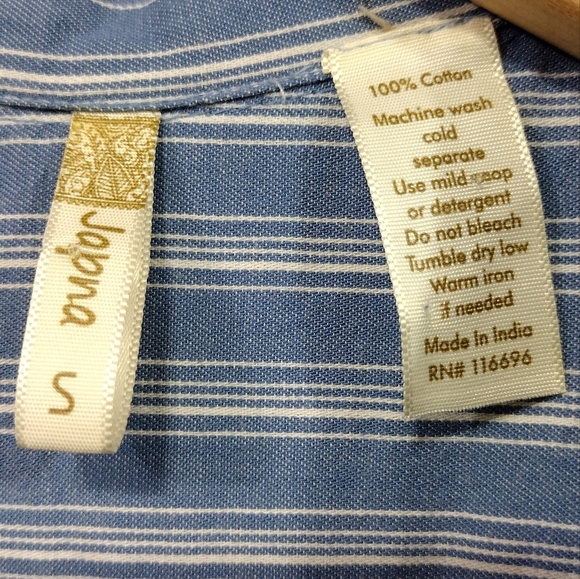 Japna
S
100% Cotton
Machine wash
cold
separate
Use mild soap
or detergent
Do not bleach
Tumble dry low
Warm iron
if needed
Made in India
RN# 116696